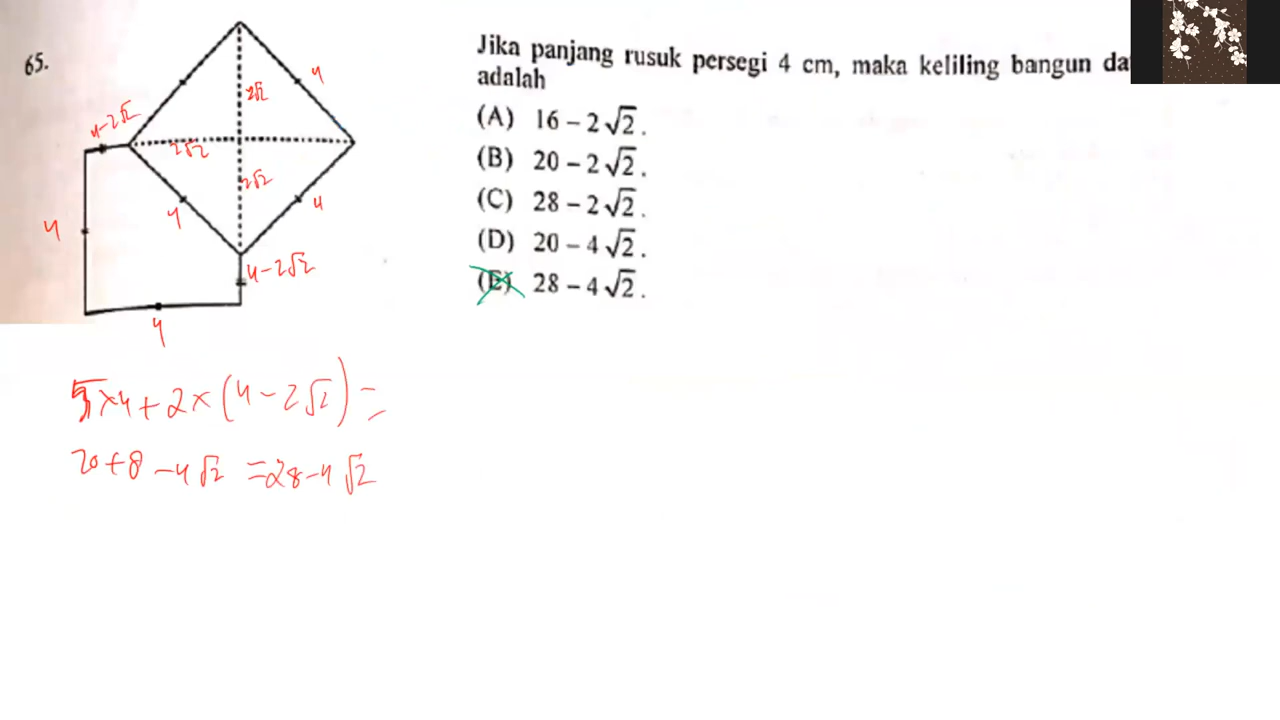 65.
Jika panjang rusuk persegi 4 cm, maka keliling bangun da
adalah
(A) 16 – 2√2.
(B) 20 – 2√2.
(C) 28 – 2√2.
(D) 20 – 4√2.
(E) 28 – 4√2.
4
2√2
4-2√2
2√2
2√2
4
4
4
4-2√2
4
5×4+2×(4-2√2)=
20+8-4√2=28-4√2